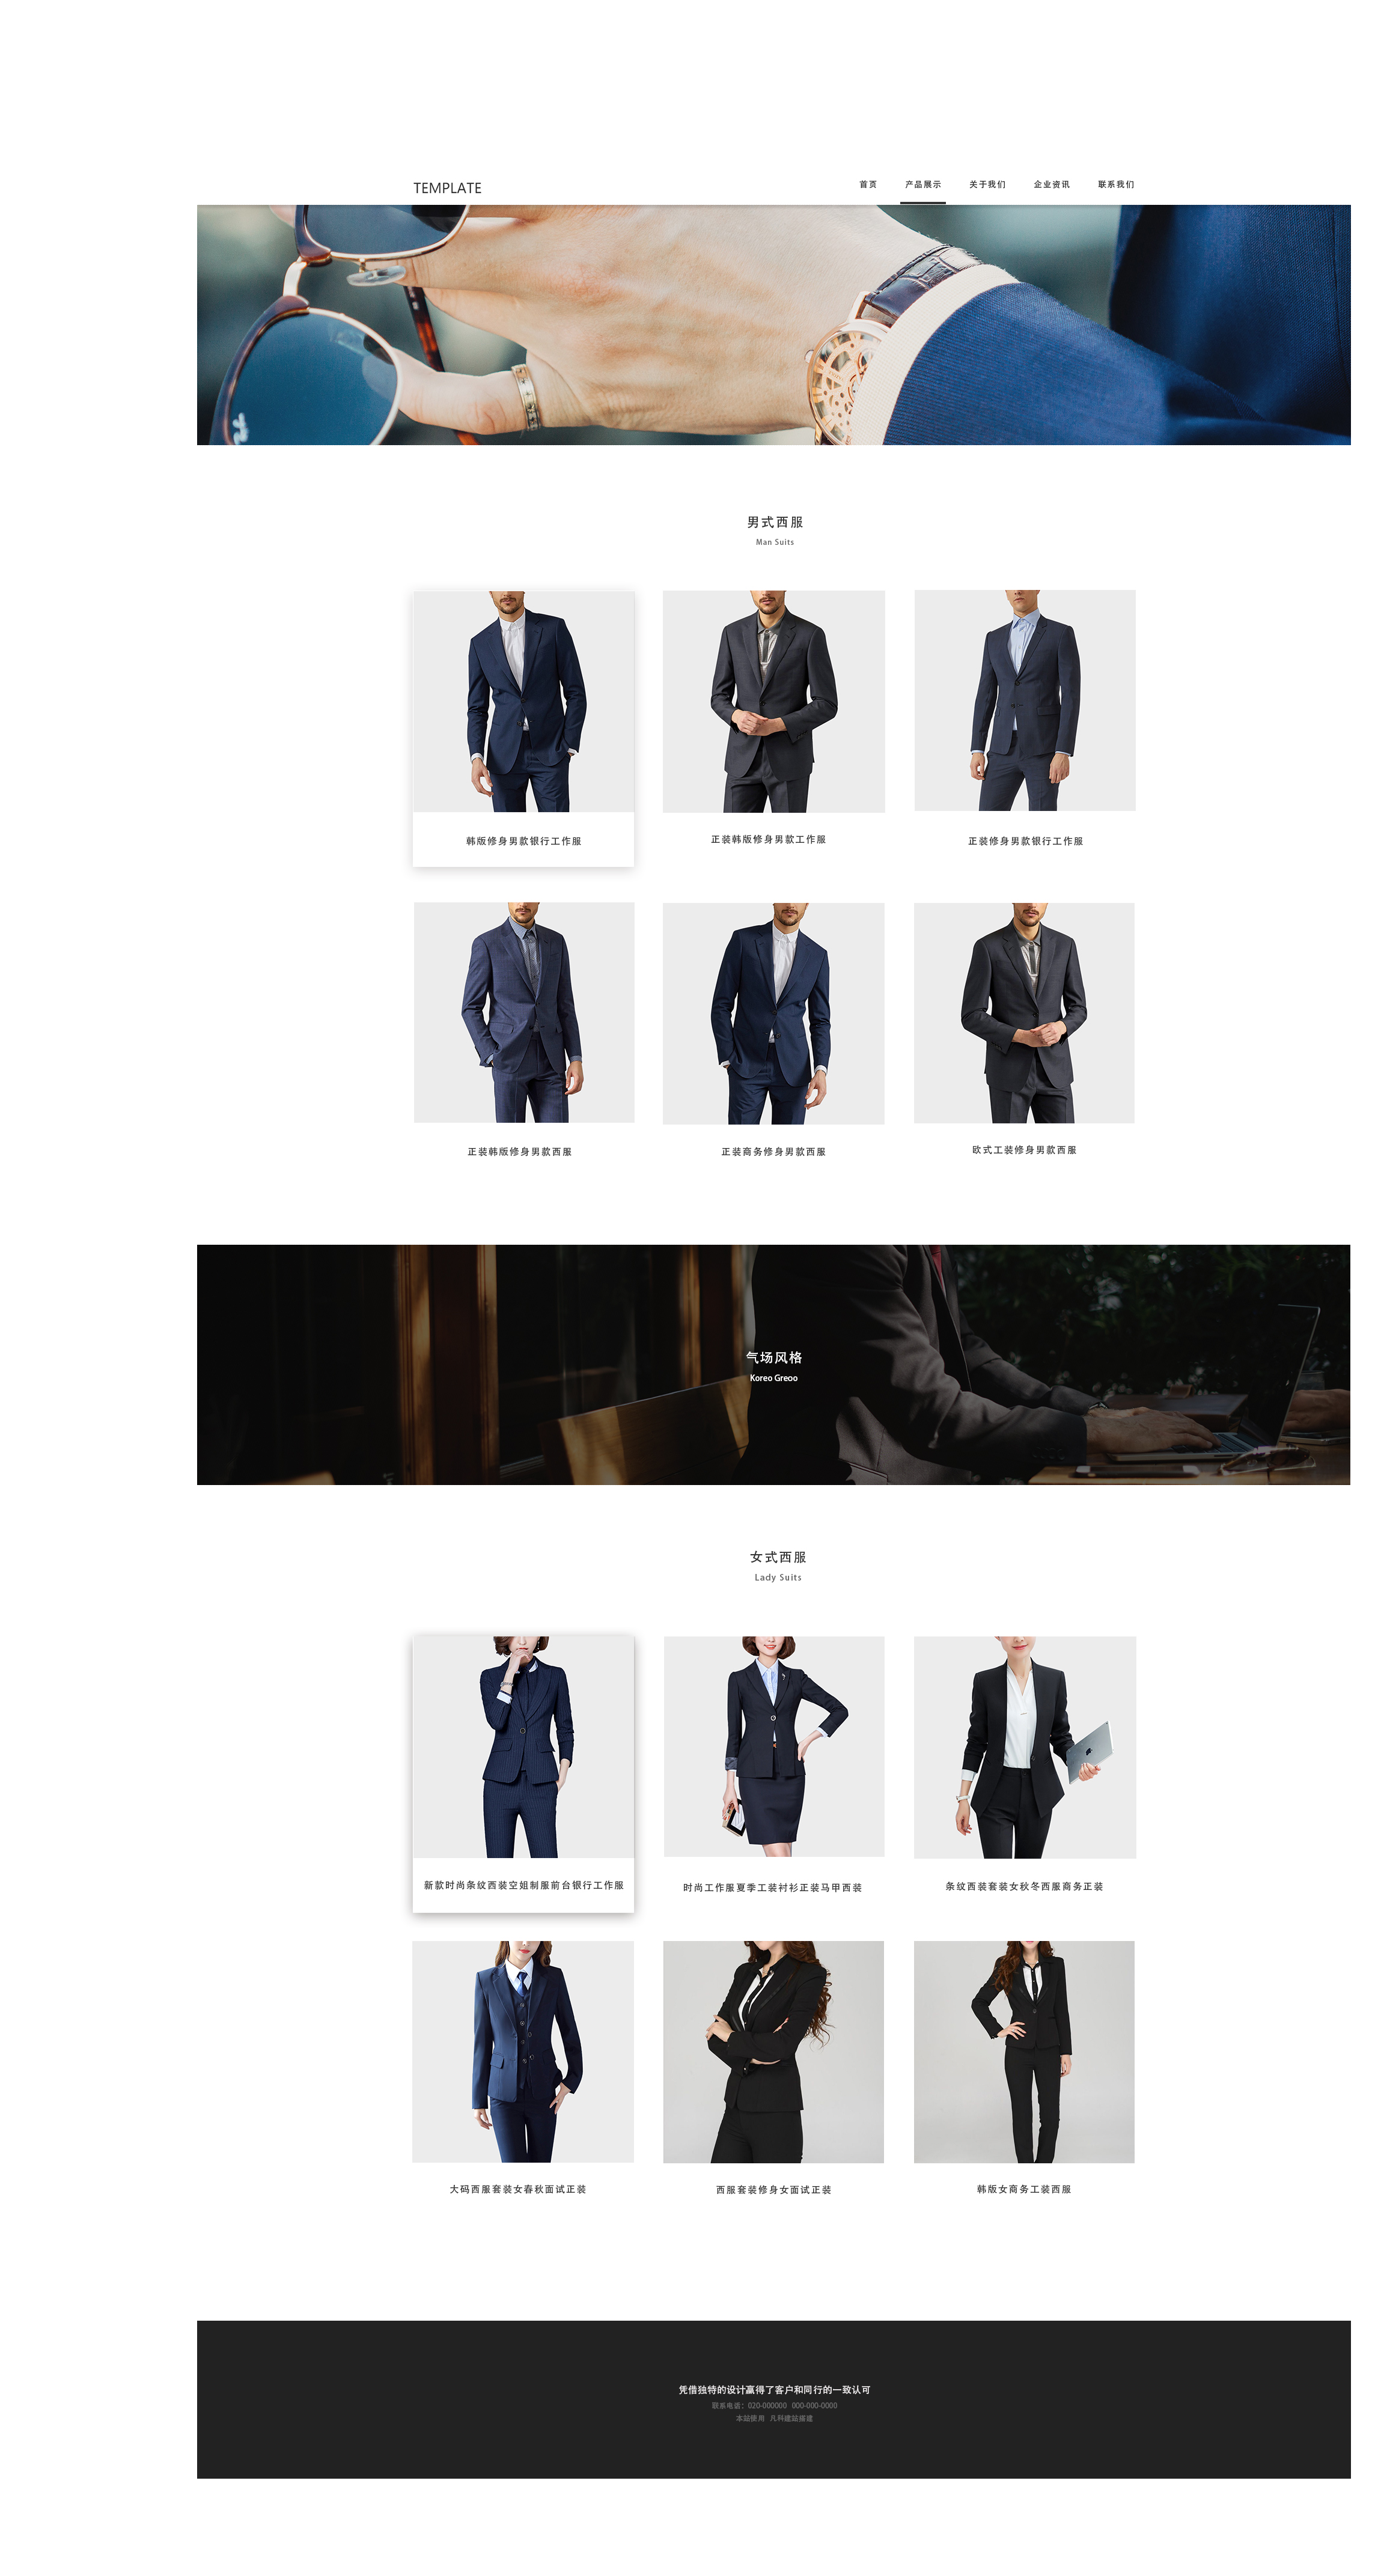 TEMPLATE
首页 产品展示 关于我们 企业资讯 联系我们
男式西服
Man Suits
韩版修身男款银行工作服
正装韩版修身男款工作服
正装修身男款银行工作服
正装韩版修身男款西服
正装商务修身男款西服
欧式工装修身男款西服
气场风格
Koreo Greoo
女式西服
Lady Suits
新款时尚条纹西装空姐制服前台银行工作服
时尚工作服夏季工装衬衫正装马甲西装
条纹西装套装女秋冬西服商务正装
大码西服套装女春秋面试正装
西服套装修身女面试正装
韩版女商务工装西服
凭借独特的设计赢得了客户和同行的一致认可
联系电话：020-000000 000-000-0000
本站使用 凡科建站搭建